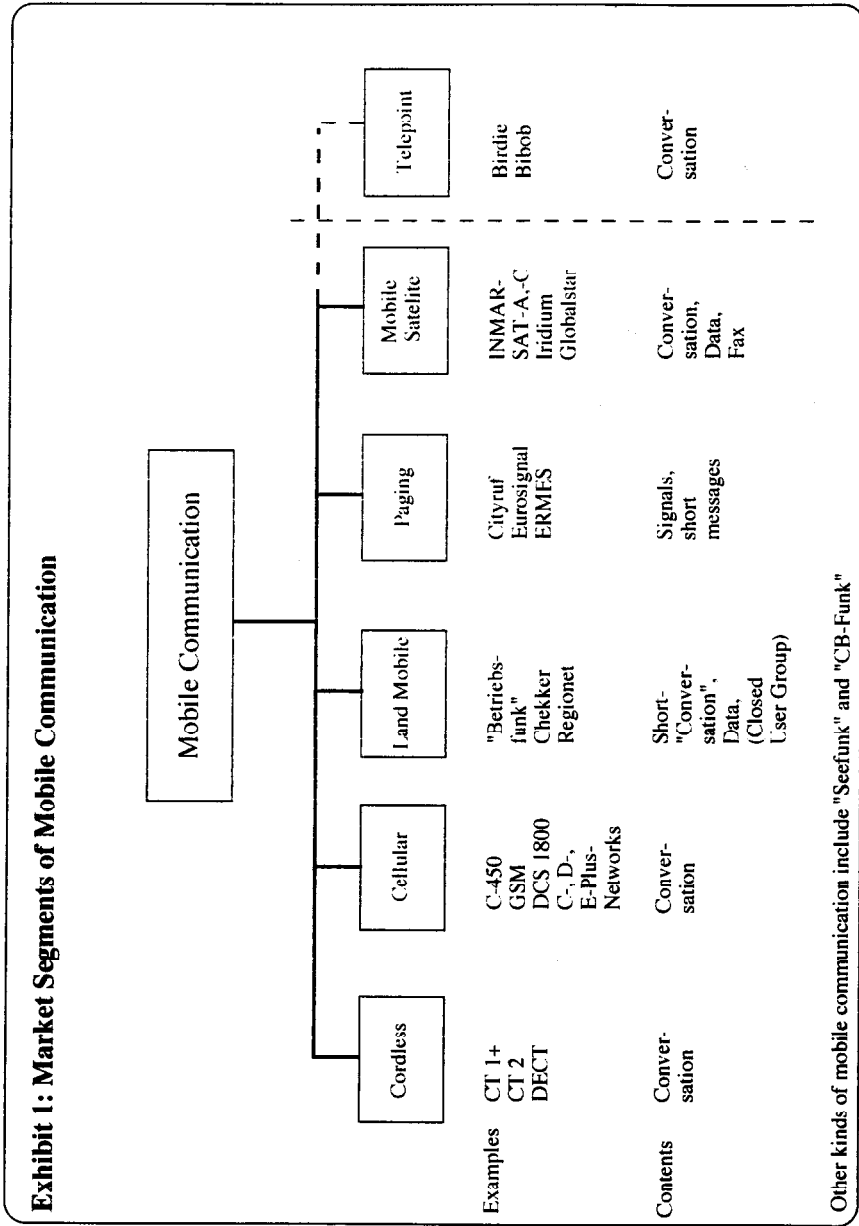 Exhibit 1: Market Segments of Mobile Communication
Mobile Communication
Cordless
Cellular
Land Mobile
Paging
Mobile
Satelite
Telepoint
Examples
CT 1+
CT 2
DECT
C-450
GSM
DCS 1800
C-, D-,
E-Plus-
Networks
"Betriebs-
funk"
Chekker
Regionet
Cityruf
Eurosignal
ERMES
INMAR-
SAT-A,-C
Iridium
Globalstar
Birdie
Bibob
Contents
Conver-
sation
Conver-
sation
Short-
"Conver-
sation",
Data,
(Closed
User Group)
Signals,
short
messages
Conver-
sation,
Data,
Fax
Conver-
sation
Other kinds of mobile communication include "Seefunk" and "CB-Funk"